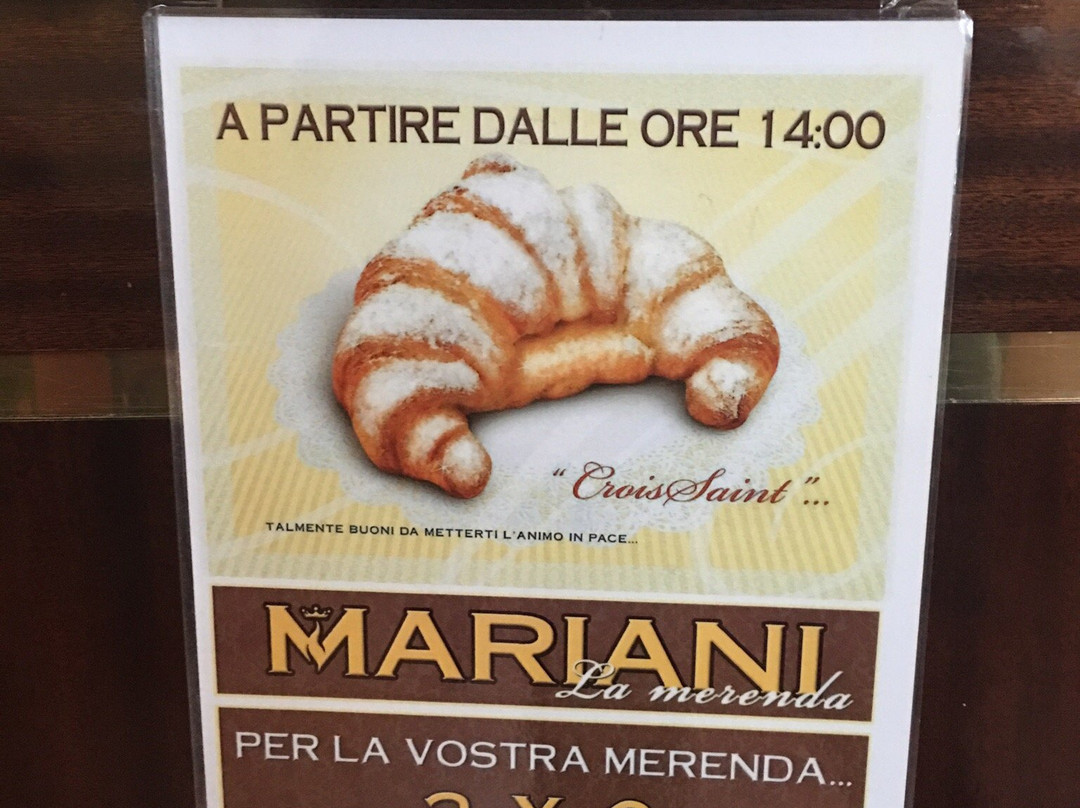 A PARTIRE DALLE ORE 14:00
“CroisSaint”...
TALMENTE BUONI DA METTERTI L'ANIMO IN PACE...
MARIANI
La merenda
PER LA VOSTRA MERENDA...